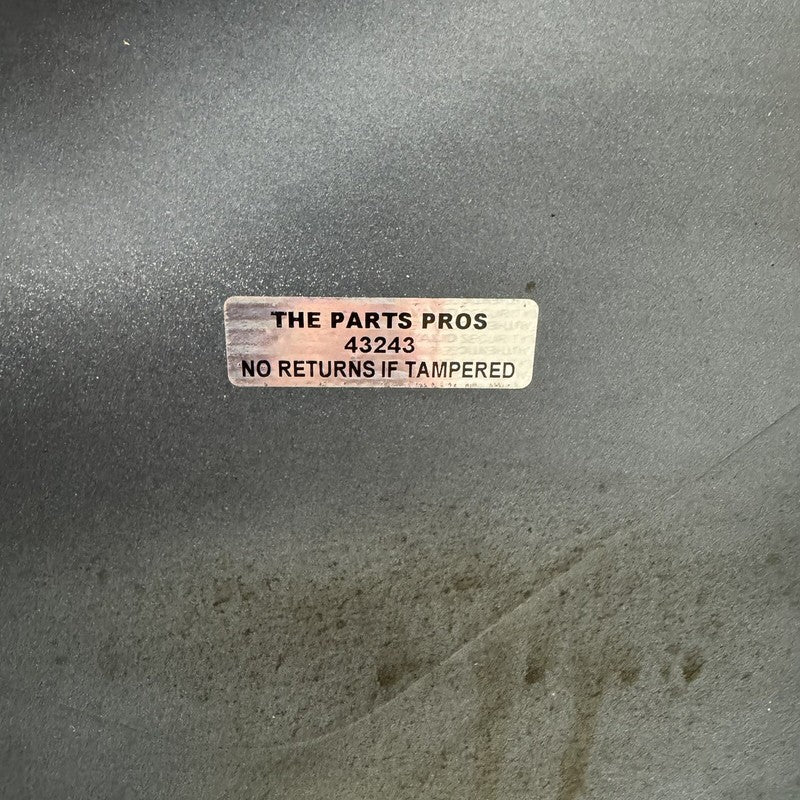 THE PARTS PROS
43243
NO RETURNS IF TAMPERED